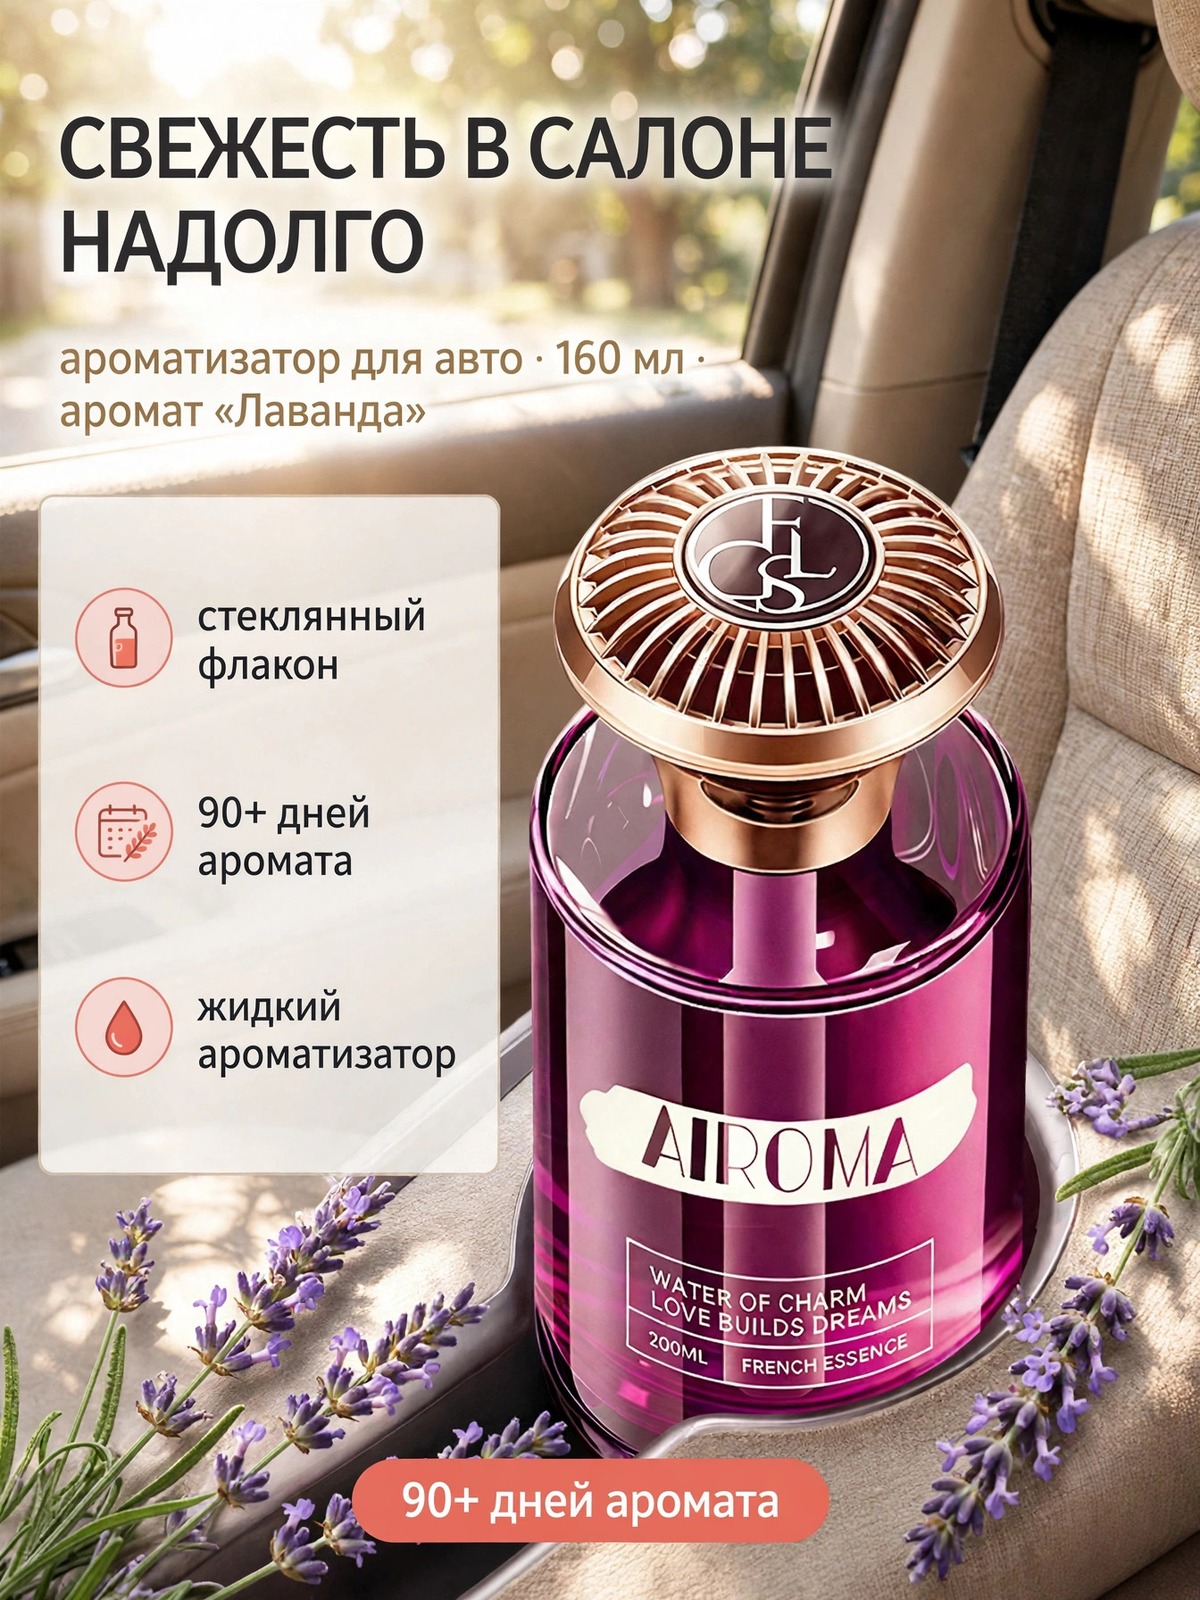 СВЕЖЕСТЬ В САЛОНЕ
НАДОЛГО
ароматизатор для авто · 160 мл ·
аромат «Лаванда»
стеклянный
флакон
90+ дней
аромата
жидкий
ароматизатор
AIROMA
WATER OF CHARM
LOVE BUILDS DREAMS
200ML
FRENCH ESSENCE
90+ дней аромата